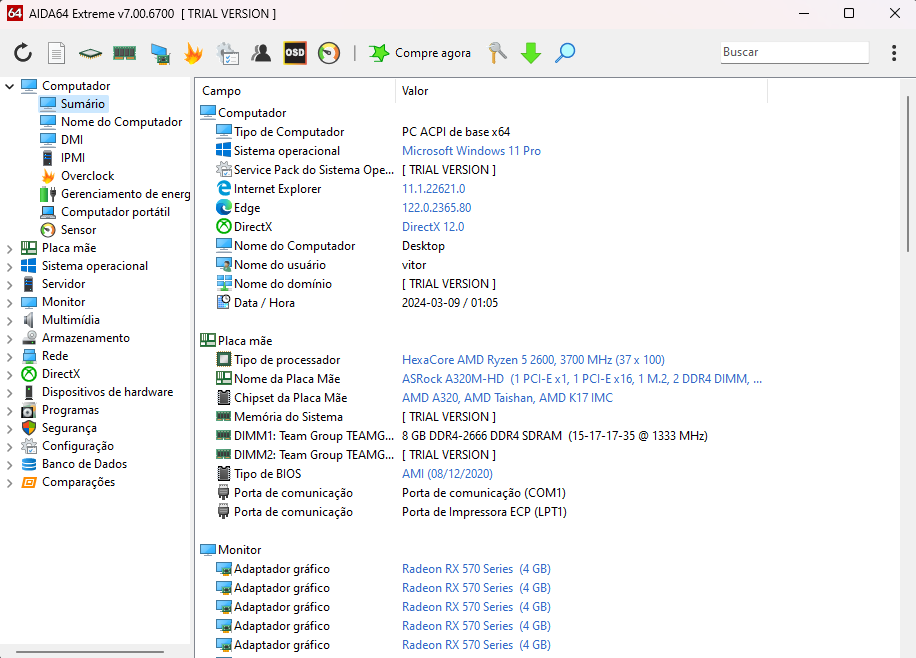 64 AIDA64 Extreme v7.00.6700 [ TRIAL VERSION ]
OSD Compre agora Buscar
Computador
Sumário
Nome do Computador
DMI
IPMI
Overclock
Gerenciamento de energ
Computador portátil
Sensor
Placa mãe
Sistema operacional
Servidor
Monitor
Multimídia
Armazenamento
Rede
DirectX
Dispositivos de hardware
Programas
Segurança
Configuração
Banco de Dados
Comparações
Campo Valor
Computador
Tipo de Computador PC ACPI de base x64
Sistema operacional Microsoft Windows 11 Pro
Service Pack do Sistema Ope... [ TRIAL VERSION ]
Internet Explorer 11.1.22621.0
Edge 122.0.2365.80
DirectX DirectX 12.0
Nome do Computador Desktop
Nome do usuário vitor
Nome do domínio [ TRIAL VERSION ]
Data / Hora 2024-03-09 / 01:05
Placa mãe
Tipo de processador HexaCore AMD Ryzen 5 2600, 3700 MHz (37 x 100)
Nome da Placa Mãe ASRock A320M-HD (1 PCI-E x1, 1 PCI-E x16, 1 M.2, 2 DDR4 DIMM, ...
Chipset da Placa Mãe AMD A320, AMD Taishan, AMD K17 IMC
Memória do Sistema [ TRIAL VERSION ]
DIMM1: Team Group TEAMG... 8 GB DDR4-2666 DDR4 SDRAM (15-17-17-35 @ 1333 MHz)
DIMM2: Team Group TEAMG... [ TRIAL VERSION ]
Tipo de BIOS AMI (08/12/2020)
Porta de comunicação Porta de comunicação (COM1)
Porta de comunicação Porta de Impressora ECP (LPT1)
Monitor
Adaptador gráfico Radeon RX 570 Series (4 GB)
Adaptador gráfico Radeon RX 570 Series (4 GB)
Adaptador gráfico Radeon RX 570 Series (4 GB)
Adaptador gráfico Radeon RX 570 Series (4 GB)
Adaptador gráfico Radeon RX 570 Series (4 GB)